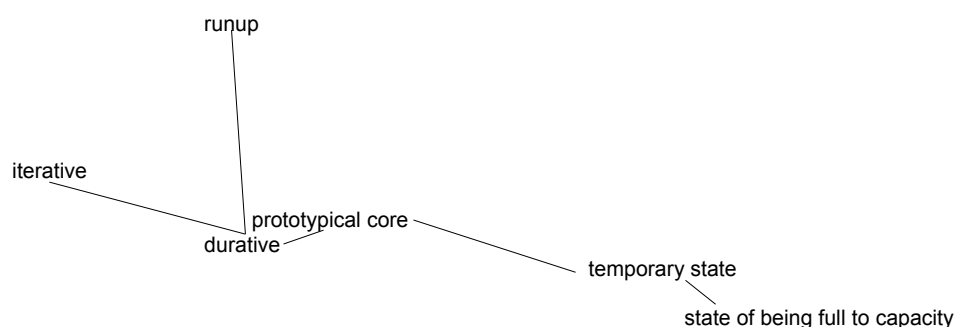 runup
iterative
prototypical core
durative
temporary state
state of being full to capacity